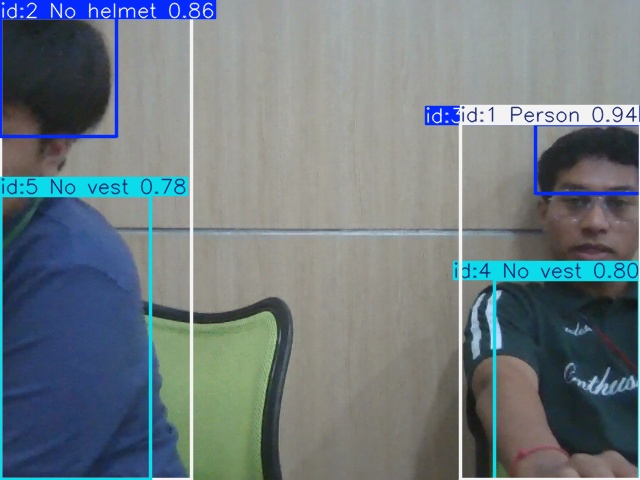 id:2 No helmet 0.86
id:3
id:1 Person 0.94
id:5 No vest 0.78
id:4 No vest 0.80